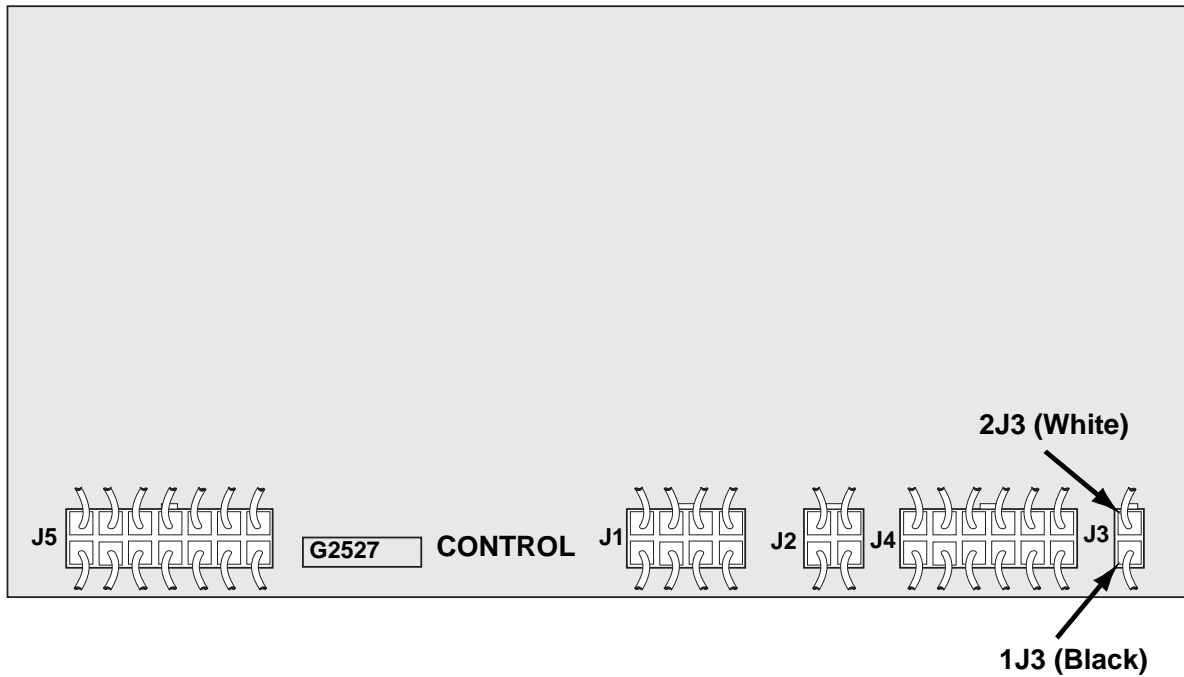 2J3 (White)
J5
G2527
CONTROL
J1
J2
J4
J3
1J3 (Black)